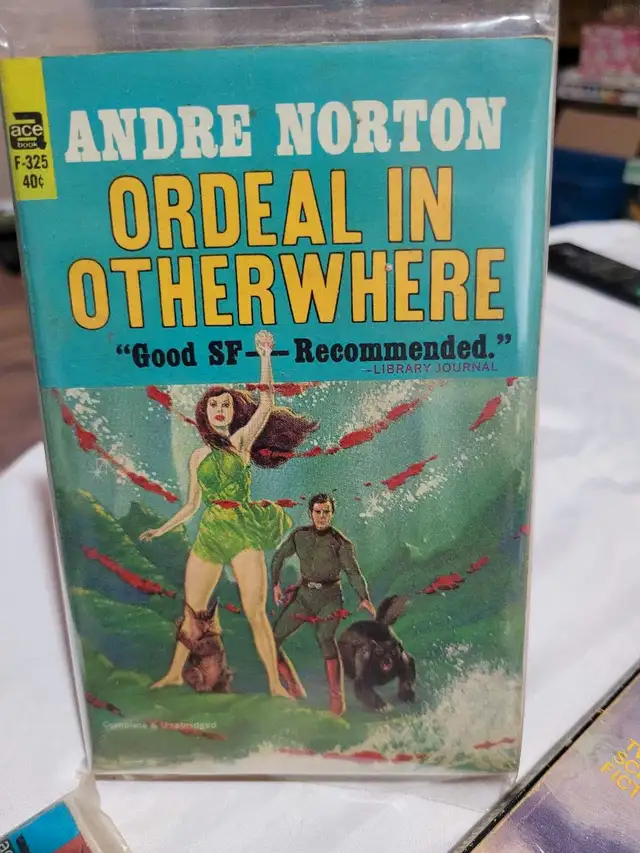 ace
book
F-325
40¢
ANDRE NORTON
ORDEAL IN
OTHERWHERE
“Good SF—Recommended.”
—LIBRARY JOURNAL
Complete & Unabridged